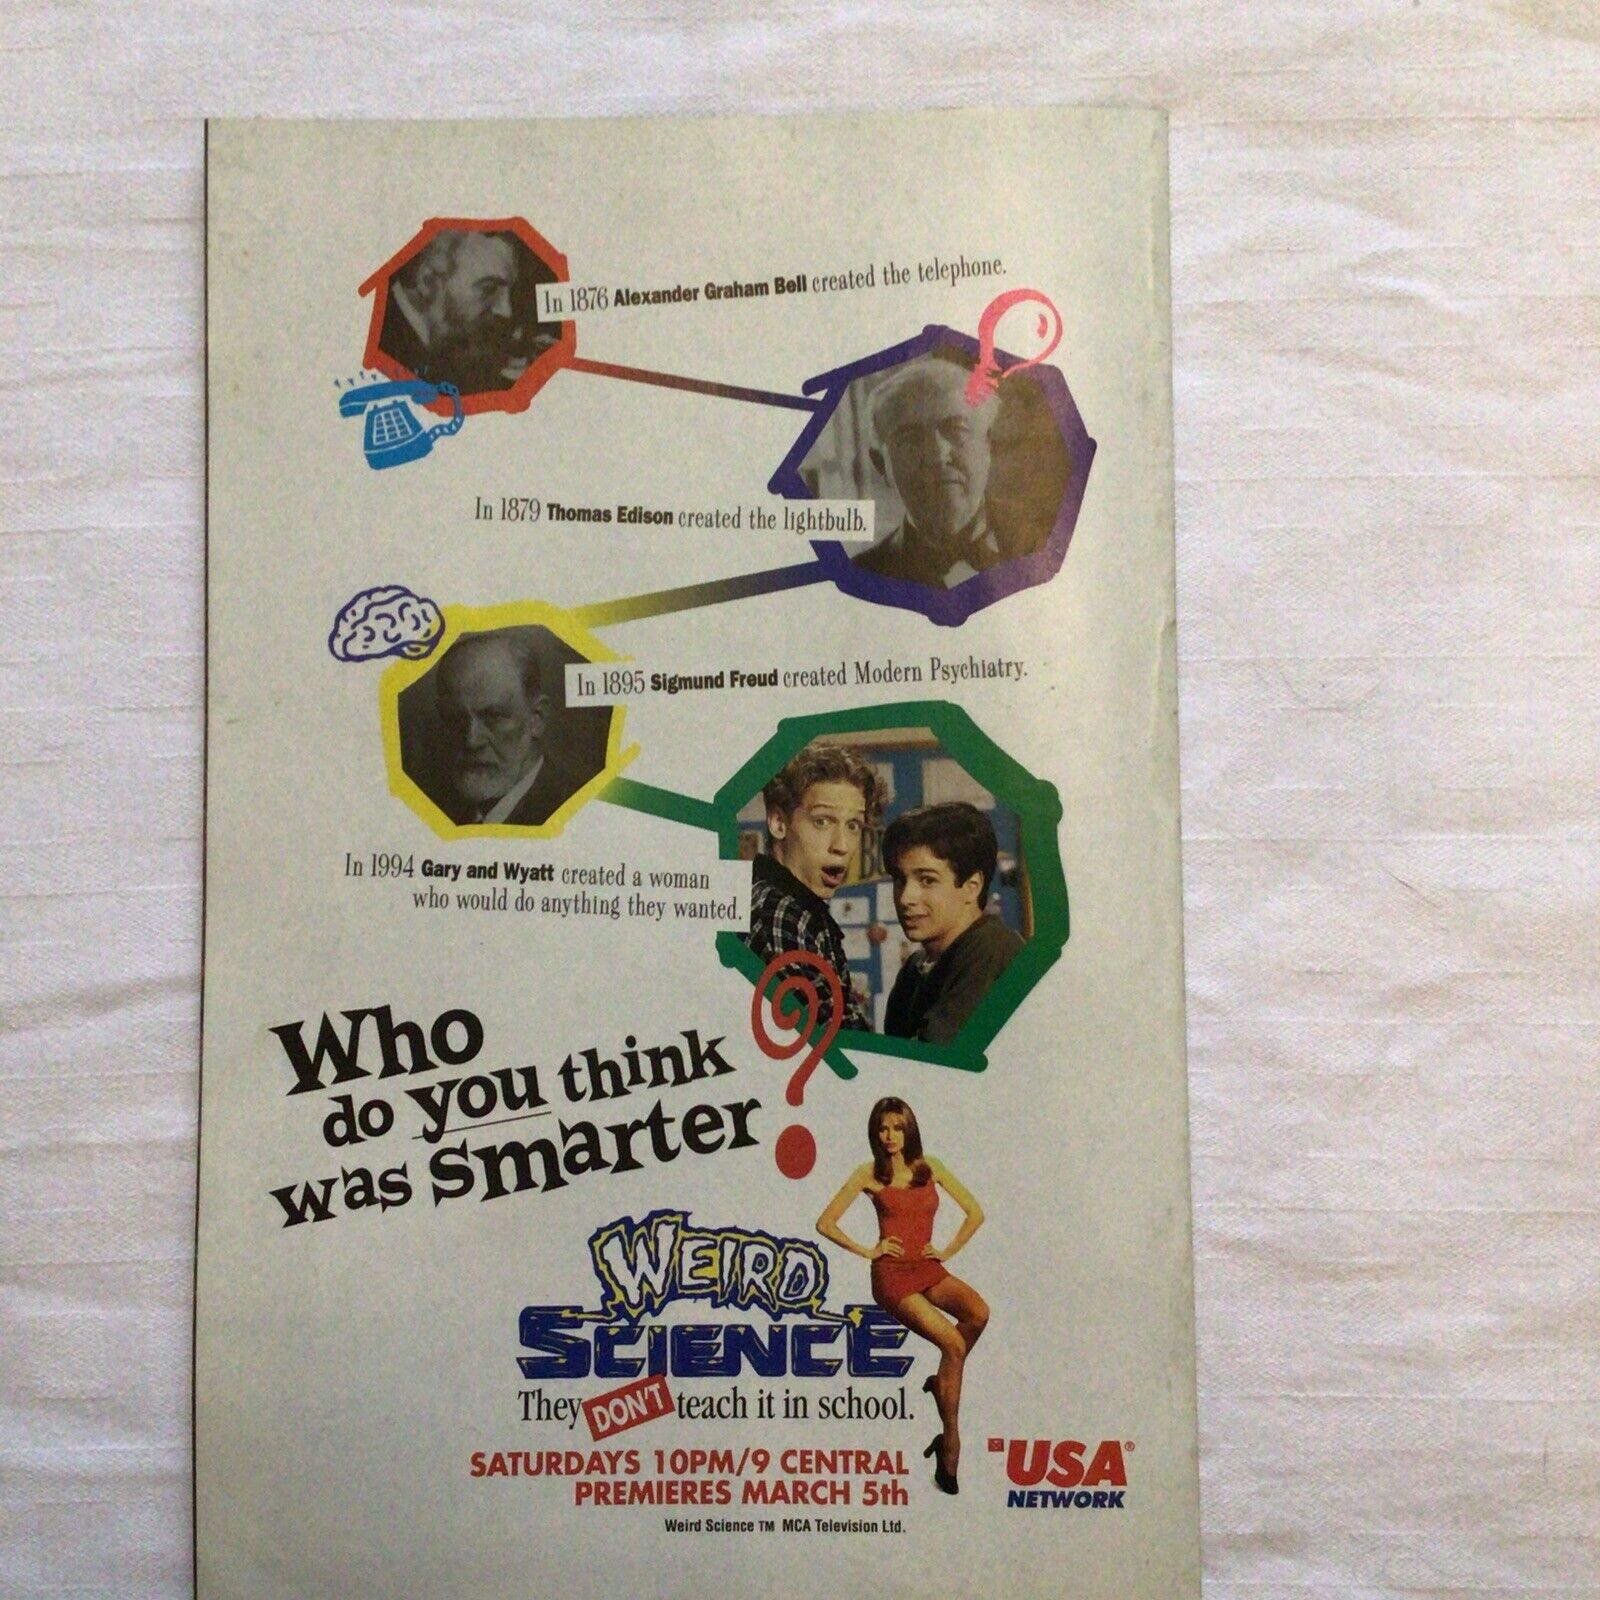 In 1876 Alexander Graham Bell created the telephone.
In 1879 Thomas Edison created the lightbulb.
In 1895 Sigmund Freud created Modern Psychiatry.
In 1994 Gary and Wyatt created a woman
who would do anything they wanted.
Who
do you think
was smarter?
WEIRD
SCIENCE
They DON'T teach it in school.
SATURDAYS 10PM/9 CENTRAL
PREMIERES MARCH 5th
USA®
NETWORK
Weird Science TM MCA Television Ltd.